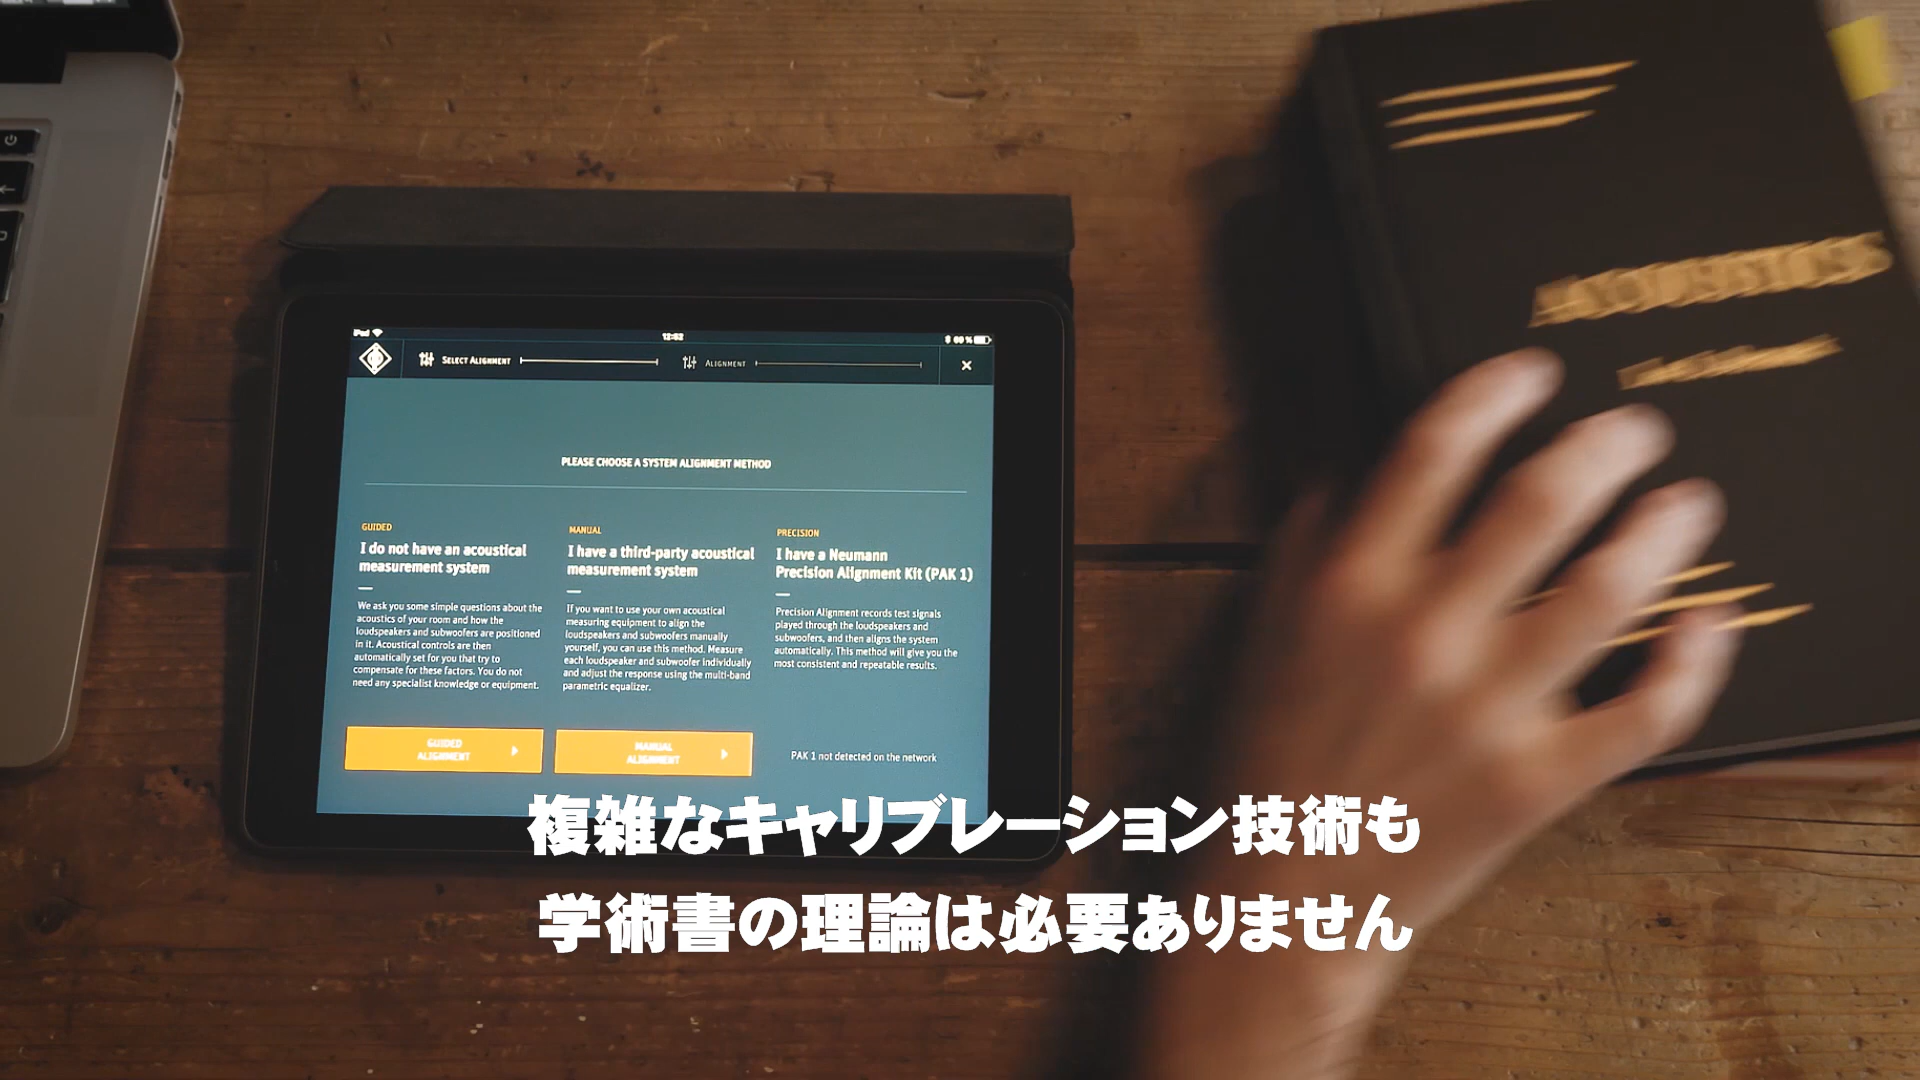 iPad
12:52
SELECT ALIGNMENT
ALIGNMENT
PLEASE CHOOSE A SYSTEM ALIGNMENT METHOD
GUIDED
I do not have an acoustical
measurement system
We ask you some simple questions about the
acoustics of your room and how the
loudspeakers and subwoofers are positioned
in it. Acoustical controls are then
automatically set for you that try to
compensate for these factors. You do not
need any specialist knowledge or equipment.
GUIDED
ALIGNMENT
MANUAL
I have a third-party acoustical
measurement system
If you want to use your own acoustical
measuring equipment to align the
loudspeakers and subwoofers manually
yourself, you can use this method. Measure
each loudspeaker and subwoofer individually
and adjust the response using the multi-band
parametric equalizer.
MANUAL
ALIGNMENT
PRECISION
I have a Neumann
Precision Alignment Kit (PAK 1)
Precision Alignment records test signals
played through the loudspeakers and
subwoofers, and then aligns the system
automatically. This method will give you the
most consistent and repeatable results.
PAK 1 not detected on the network
複雑なキャリブレーション技術も
学術書の理論は必要ありません